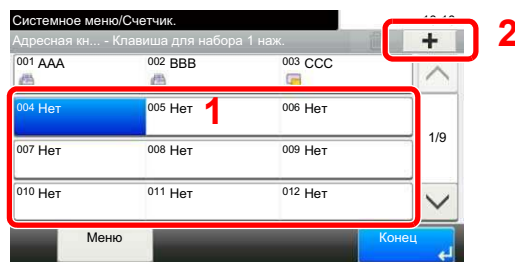 Системное меню/Счетчик.
Адресная кн... - Клавиша для набора 1 наж.
+
2
001 AAA 002 BBB 003 CCC
004 Нет 005 Нет 1 006 Нет
1/9
007 Нет 008 Нет 009 Нет
010 Нет 011 Нет 012 Нет
Меню Конец